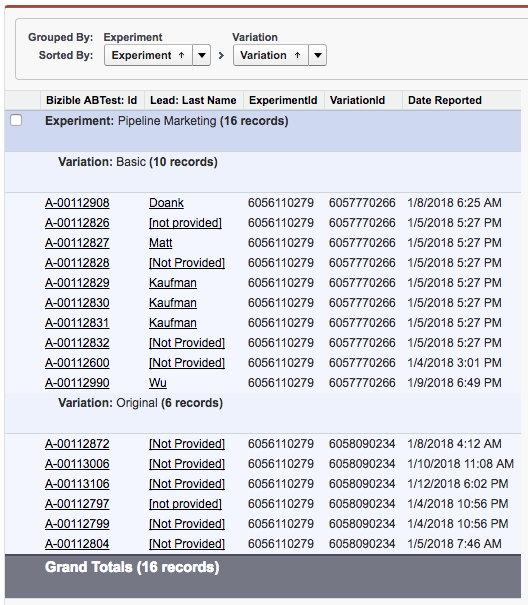 Grouped By: Experiment Variation
Sorted By: Experiment ↑ ▼ > Variation ↑ ▼
Bizible ABTest: Id Lead: Last Name ExperimentId VariationId Date Reported
Experiment: Pipeline Marketing (16 records)
Variation: Basic (10 records)
A-00112908 Doank 6056110279 6057770266 1/8/2018 6:25 AM
A-00112826 [not provided] 6056110279 6057770266 1/5/2018 5:27 PM
A-00112827 Matt 6056110279 6057770266 1/5/2018 5:27 PM
A-00112828 [Not Provided] 6056110279 6057770266 1/5/2018 5:27 PM
A-00112829 Kaufman 6056110279 6057770266 1/5/2018 5:27 PM
A-00112830 Kaufman 6056110279 6057770266 1/5/2018 5:27 PM
A-00112831 Kaufman 6056110279 6057770266 1/5/2018 5:27 PM
A-00112832 [Not Provided] 6056110279 6057770266 1/5/2018 5:27 PM
A-00112600 [Not Provided] 6056110279 6057770266 1/4/2018 3:01 PM
A-00112990 Wu 6056110279 6057770266 1/9/2018 6:49 PM
Variation: Original (6 records)
A-00112872 [Not Provided] 6056110279 6058090234 1/8/2018 4:12 AM
A-00113006 [Not Provided] 6056110279 6058090234 1/10/2018 11:08 AM
A-00113106 [Not Provided] 6056110279 6058090234 1/12/2018 6:02 PM
A-00112797 [not provided] 6056110279 6058090234 1/4/2018 10:56 PM
A-00112799 [Not Provided] 6056110279 6058090234 1/4/2018 10:56 PM
A-00112804 [Not Provided] 6056110279 6058090234 1/5/2018 7:46 AM
Grand Totals (16 records)